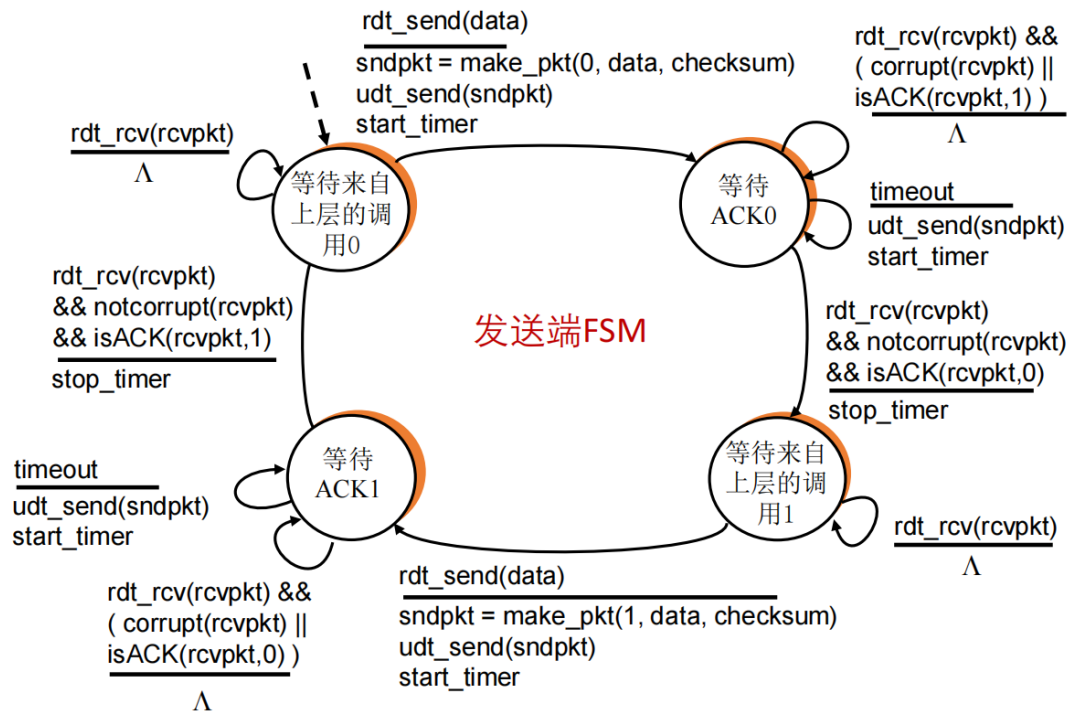 rdt_send(data)
sndpkt = make_pkt(0, data, checksum)
udt_send(sndpkt)
start_timer
rdt_rcv(rcvpkt) &&
( corrupt(rcvpkt) ||
isACK(rcvpkt,1) )
Λ
rdt_rcv(rcvpkt)
Λ
等待来自
上层的调
用0
等待
ACK0
timeout
udt_send(sndpkt)
start_timer
rdt_rcv(rcvpkt)
&& notcorrupt(rcvpkt)
&& isACK(rcvpkt,1)
stop_timer
发送端FSM
rdt_rcv(rcvpkt)
&& notcorrupt(rcvpkt)
&& isACK(rcvpkt,0)
stop_timer
等待
ACK1
等待来自
上层的调
用1
timeout
udt_send(sndpkt)
start_timer
rdt_rcv(rcvpkt)
Λ
rdt_rcv(rcvpkt) &&
( corrupt(rcvpkt) ||
isACK(rcvpkt,0) )
Λ
rdt_send(data)
sndpkt = make_pkt(1, data, checksum)
udt_send(sndpkt)
start_timer